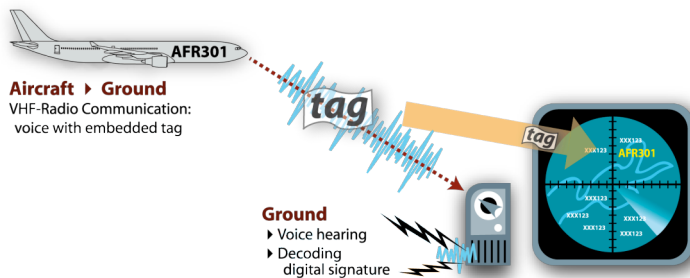 AFR301
Aircraft ▸ Ground
VHF-Radio Communication:
voice with embedded tag
tag
tag
XXX123
XXX123
AFR301
XXX123
XXX123
XXX123
XXX123
XXX123
Ground
▸ Voice hearing
▸ Decoding
digital signature